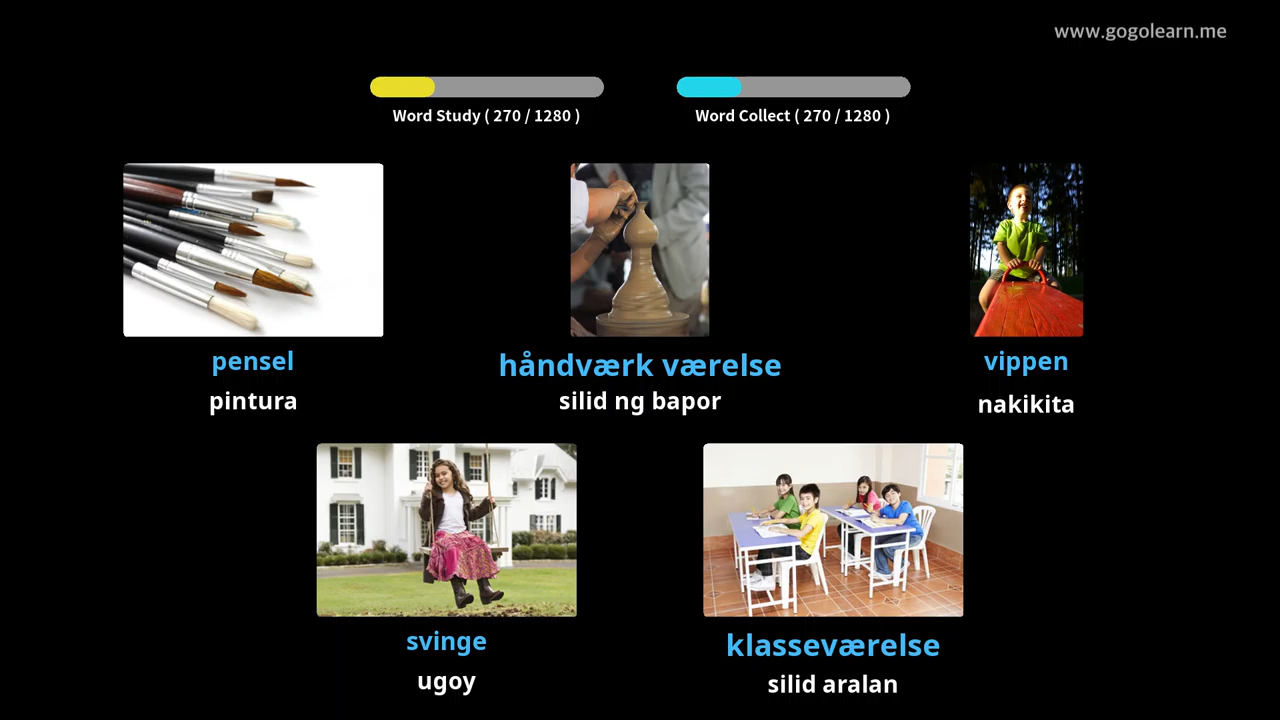 www.gogolearn.me
Word Study ( 270 / 1280 )
Word Collect ( 270 / 1280 )
pensel
pintura
håndværk værelse
silid ng bapor
vippen
nakikita
svinge
ugoy
klasseværelse
silid aralan